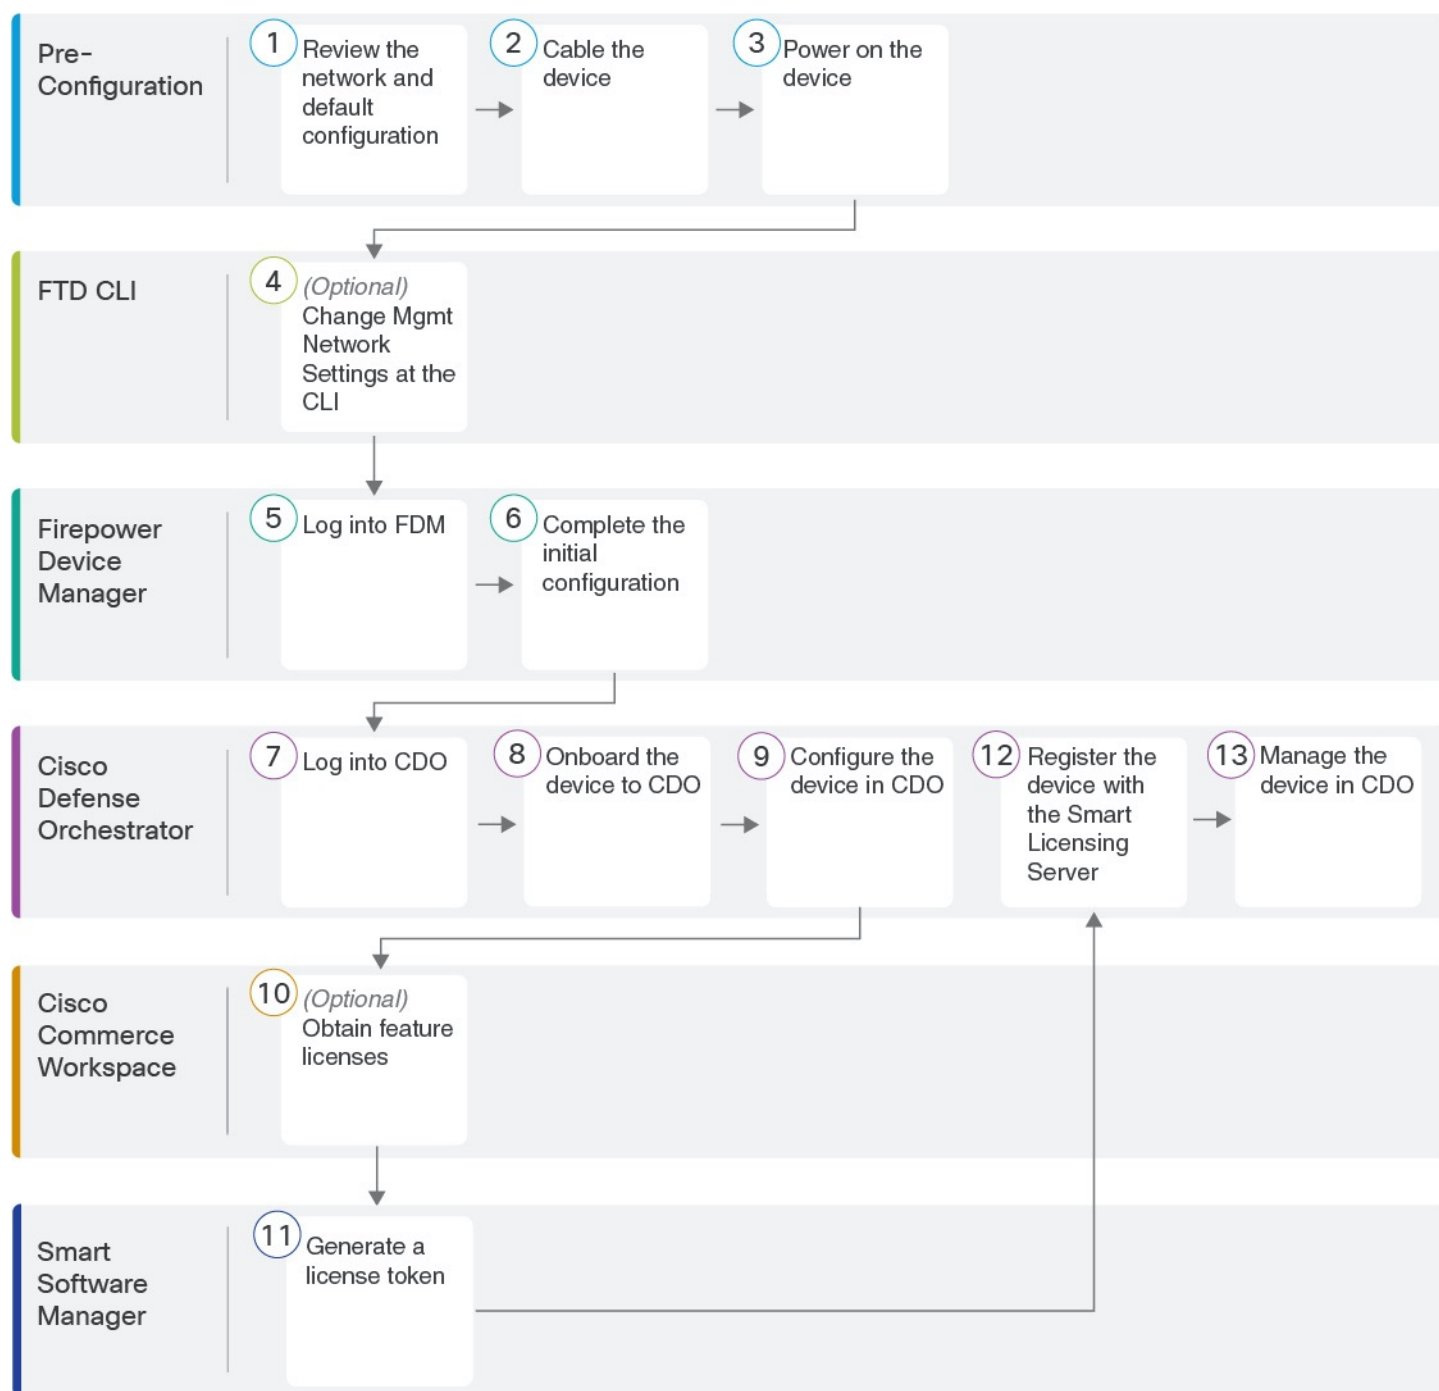 Pre-
Configuration
1
Review the
network and
default
configuration
2
Cable the
device
3
Power on the
device
FTD CLI
4
(Optional)
Change Mgmt
Network
Settings at the
CLI
Firepower
Device
Manager
5
Log into FDM
6
Complete the
initial
configuration
Cisco
Defense
Orchestrator
7
Log into CDO
8
Onboard the
device to CDO
9
Configure the
device in CDO
12
Register the
device with
the Smart
Licensing
Server
13
Manage the
device in CDO
Cisco
Commerce
Workspace
10
(Optional)
Obtain feature
licenses
Smart
Software
Manager
11
Generate a
license token